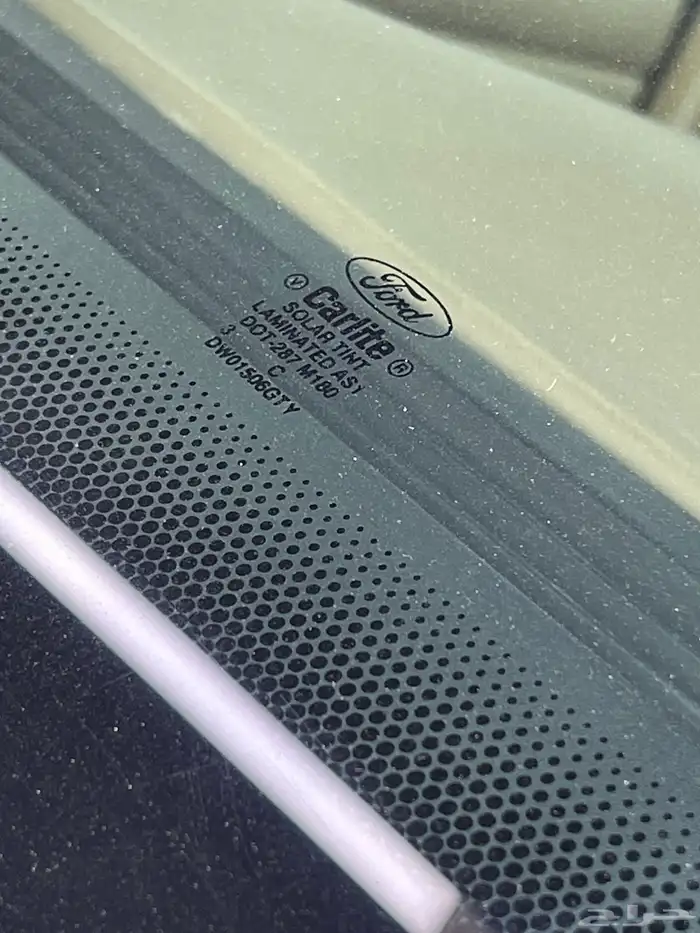 Ford
Carlite ®
SOLAR TINT
LAMINATED AS1
DOT-287 M180
3 C
DW01506GTY
حراج